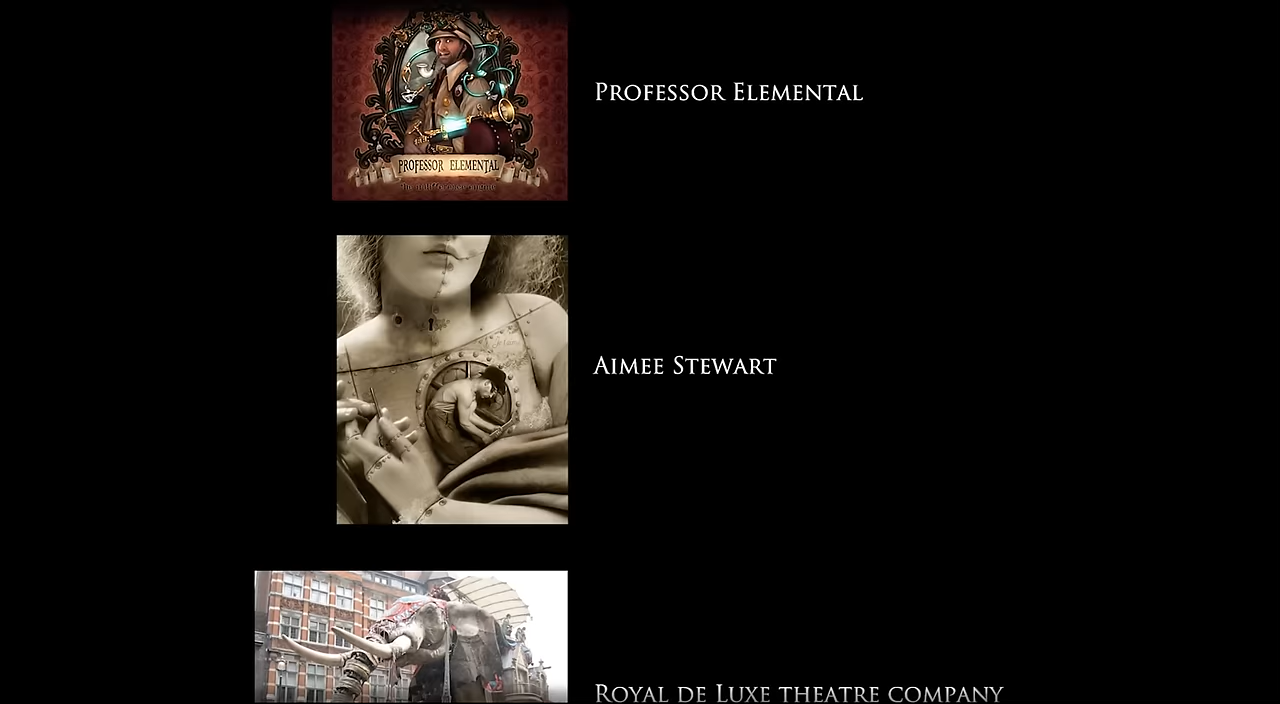 PROFESSOR ELEMENTAL
PROFESSOR ELEMENTAL
AIMEE STEWART
ROYAL DE LUXE THEATRE COMPANY